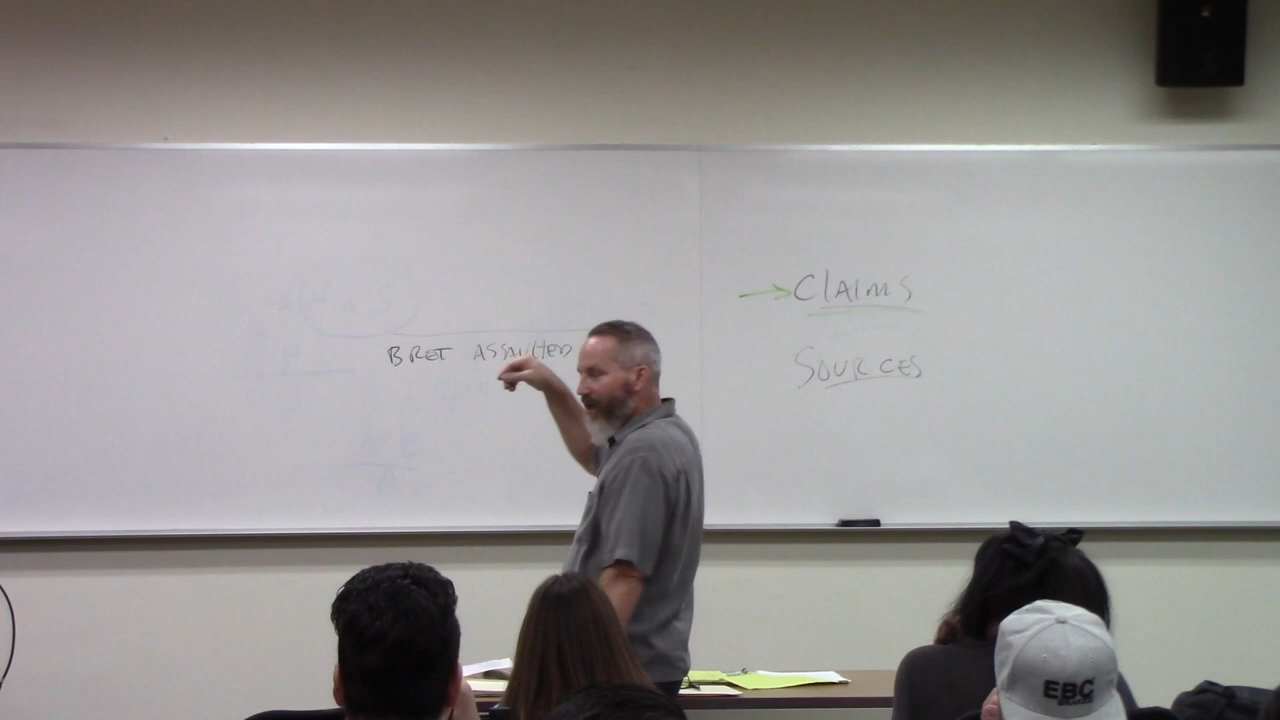 BRET ASSAULTED
→ CLAIMS
SOURCES
EBC